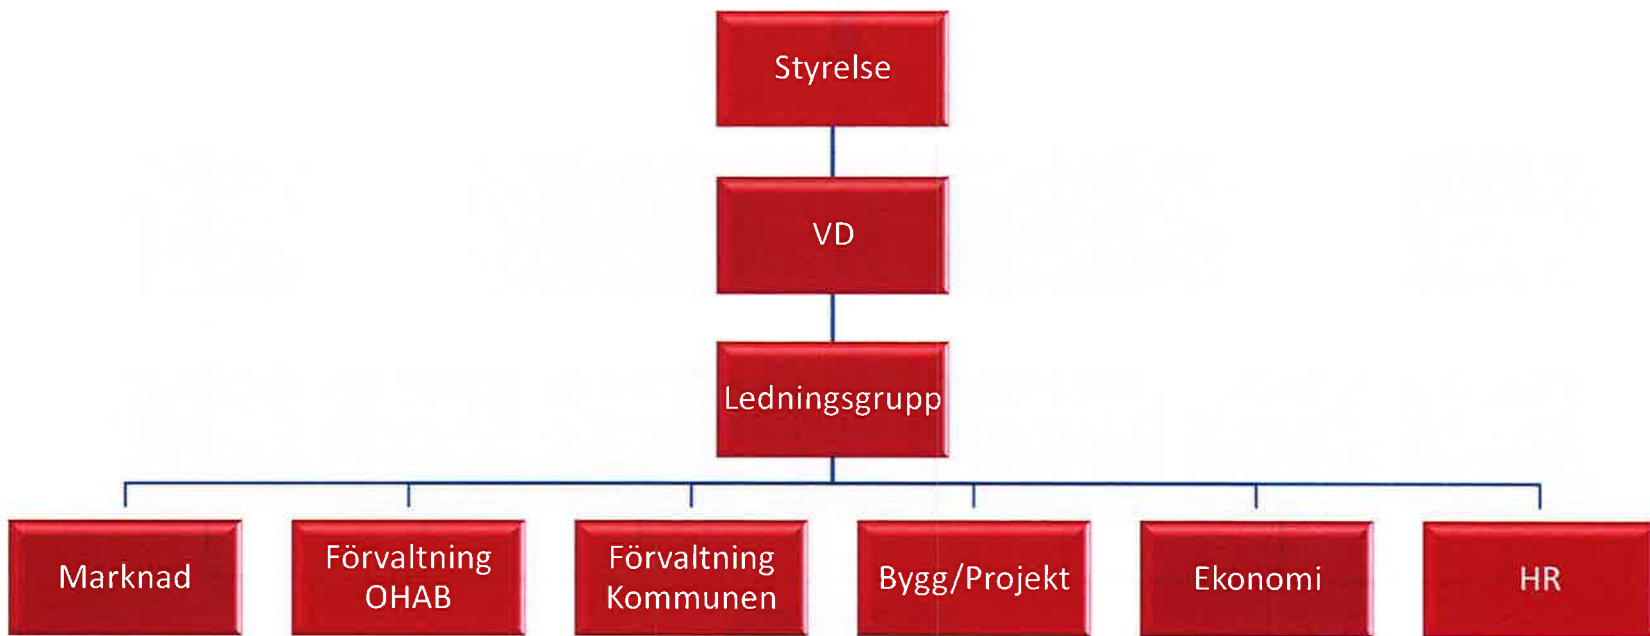 Styrelse
VD
Ledningsgrupp
Marknad
Förvaltning
OHAB
Förvaltning
Kommunen
Bygg/Projekt
Ekonomi
HR